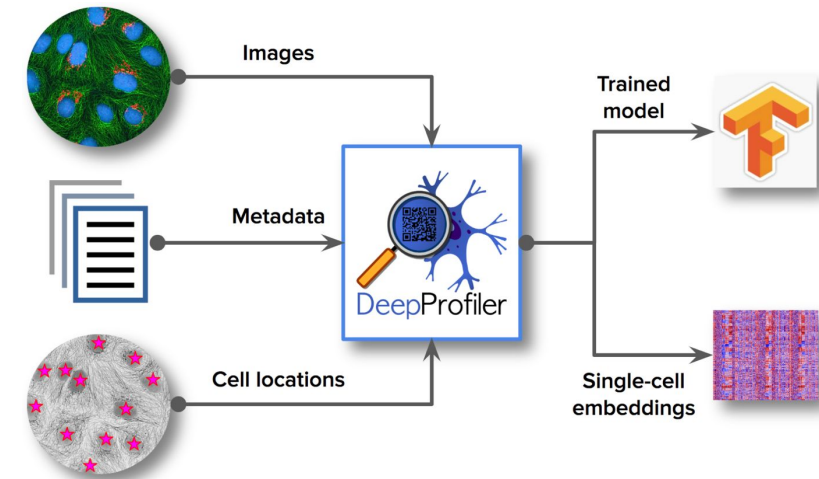 Images
Metadata
Cell locations
DeepProfiler
Trained
model
Single-cell
embeddings